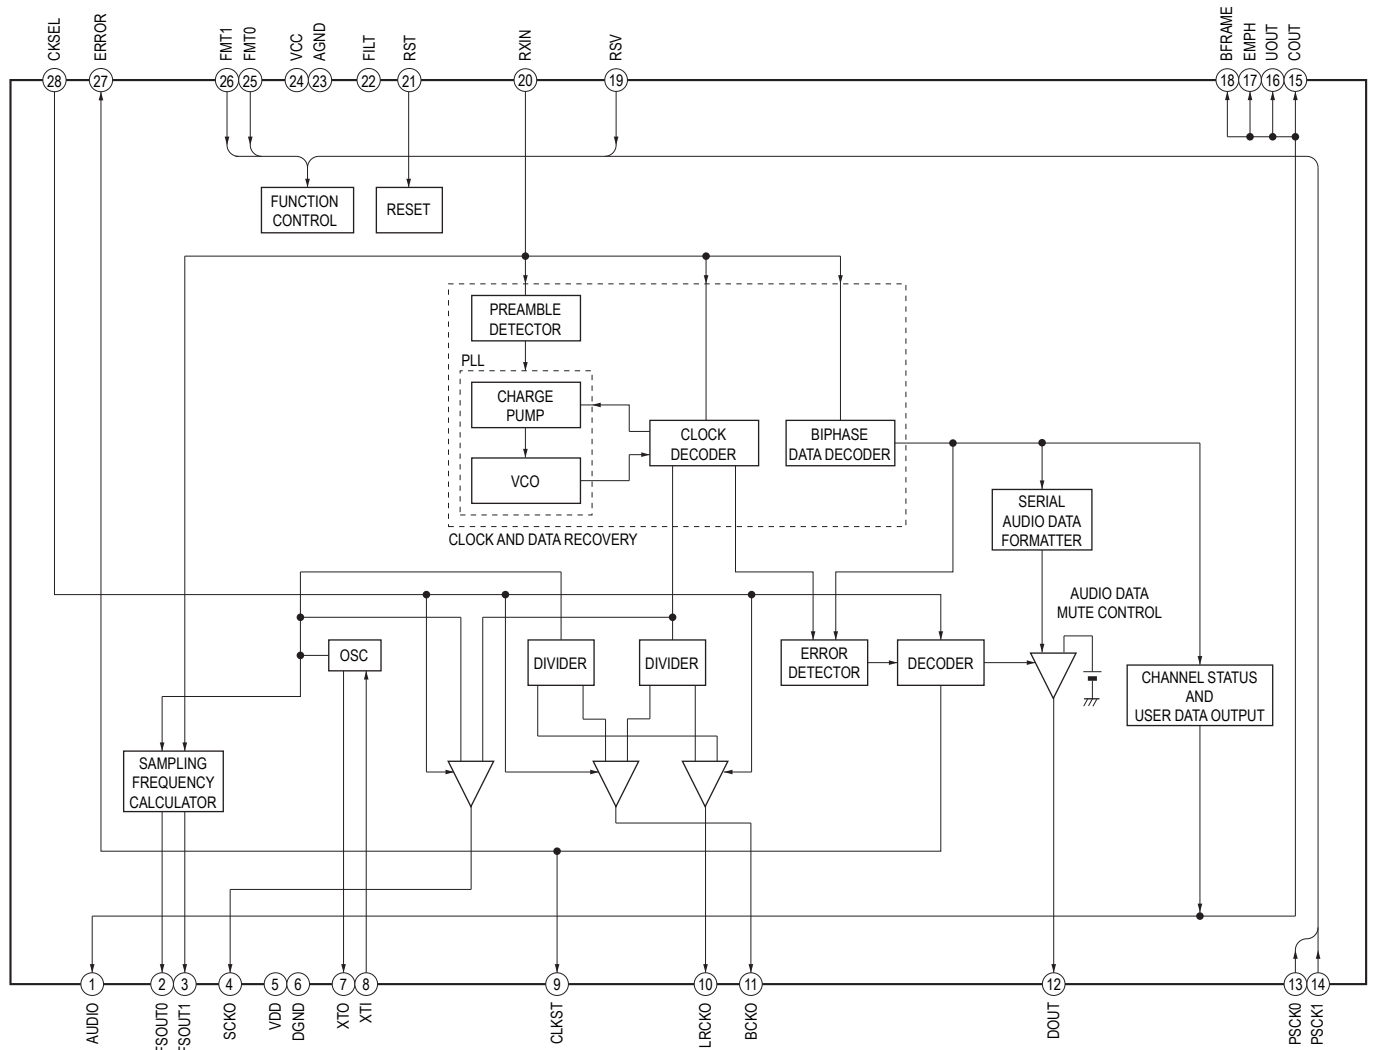 CKSEL
ERROR
FMT1
FMT0
VCC
AGND
FILT
RST
RXIN
RSV
BFRAME
EMPH
UOUT
COUT
28
27
26
25
24
23
22
21
20
19
18
17
16
15
FUNCTION
CONTROL
RESET
PREAMBLE
DETECTOR
PLL
CHARGE
PUMP
VCO
CLOCK
DECODER
BIPHASE
DATA DECODER
CLOCK AND DATA RECOVERY
SERIAL
AUDIO DATA
FORMATTER
AUDIO DATA
MUTE CONTROL
OSC
DIVIDER
DIVIDER
ERROR
DETECTOR
DECODER
CHANNEL STATUS
AND
USER DATA OUTPUT
SAMPLING
FREQUENCY
CALCULATOR
1
2
3
4
5
6
7
8
9
10
11
12
13
14
AUDIO
FSOUT0
FSOUT1
SCKO
VDD
DGND
XTO
XTI
CLKST
LRCKO
BCKO
DOUT
PSCK0
PSCK1